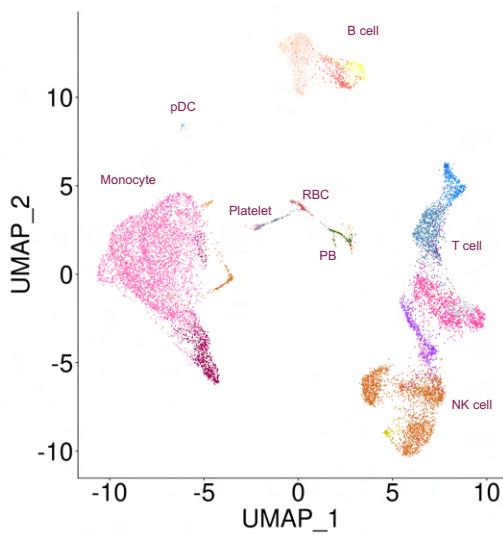 B cell
10
pDC
5
Monocyte
RBC
Platelet
T cell
PB
UMAP_2
0
-5
NK cell
-10
-10 -5 0 5 10
UMAP_1